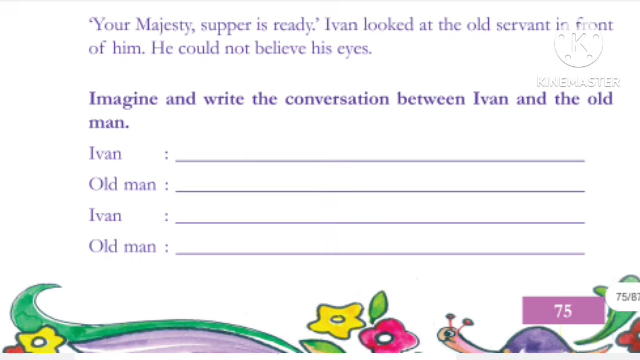 ‘Your Majesty, supper is ready.’ Ivan looked at the old servant in front
of him. He could not believe his eyes.
KINEMASTER
Imagine and write the conversation between Ivan and the old
man.
Ivan :
Old man :
Ivan :
Old man :
75/87
75